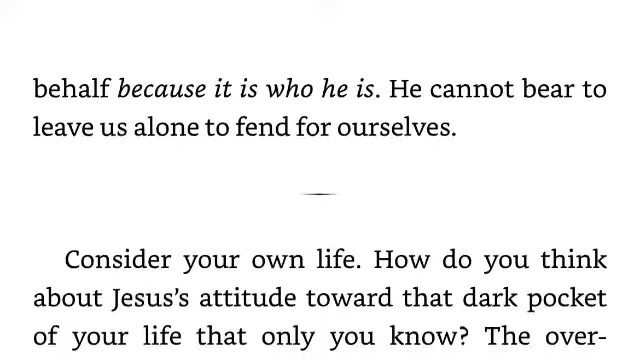 behalf because it is who he is. He cannot bear to
leave us alone to fend for ourselves.
Consider your own life. How do you think
about Jesus’s attitude toward that dark pocket
of your life that only you know? The over-